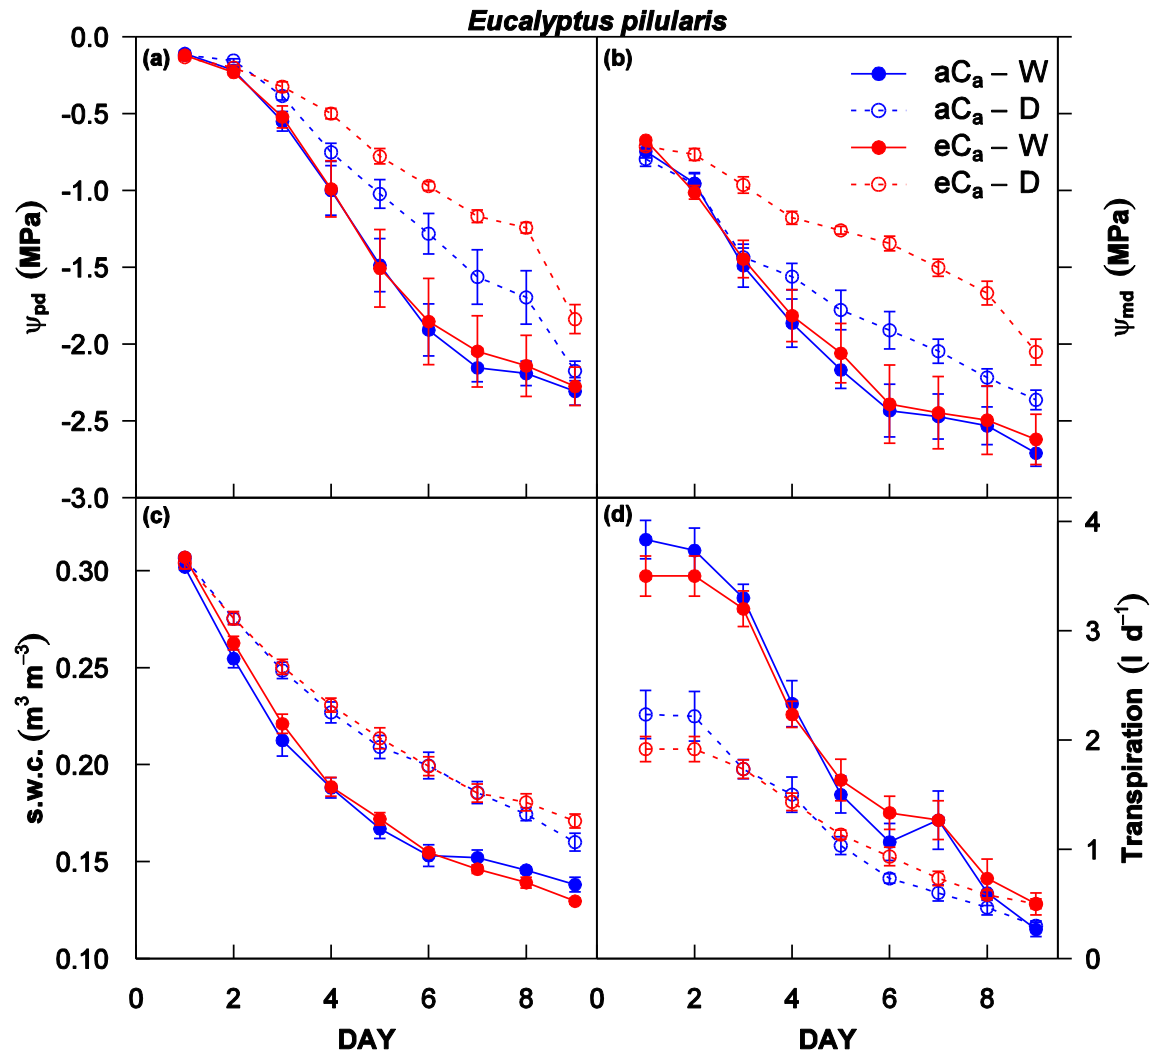 Eucalyptus pilularis
0.0
-0.5
-1.0
-1.5
-2.0
-2.5
-3.0
ψpd (MPa)
(a)
(b)
aCa – W
aCa – D
eCa – W
eCa – D
ψmd (MPa)
(c)
(d)
0.30
0.25
0.20
0.15
0.10
s.w.c. (m³ m⁻³)
4
3
2
1
0
Transpiration (l d⁻¹)
0 2 4 6 8
0 2 4 6 8
DAY
DAY